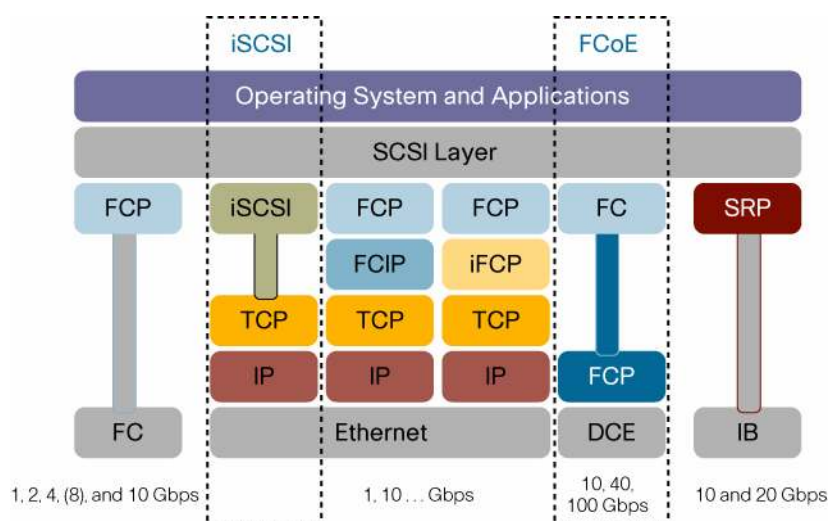 iSCSI FCoE
Operating System and Applications
SCSI Layer
FCP iSCSI FCP FCP FC SRP
FCIP iFCP
TCP TCP TCP
IP IP IP FCP
FC Ethernet DCE IB
1, 2, 4, (8), and 10 Gbps 1, 10 . . . Gbps 10, 40, 10 and 20 Gbps
100 Gbps